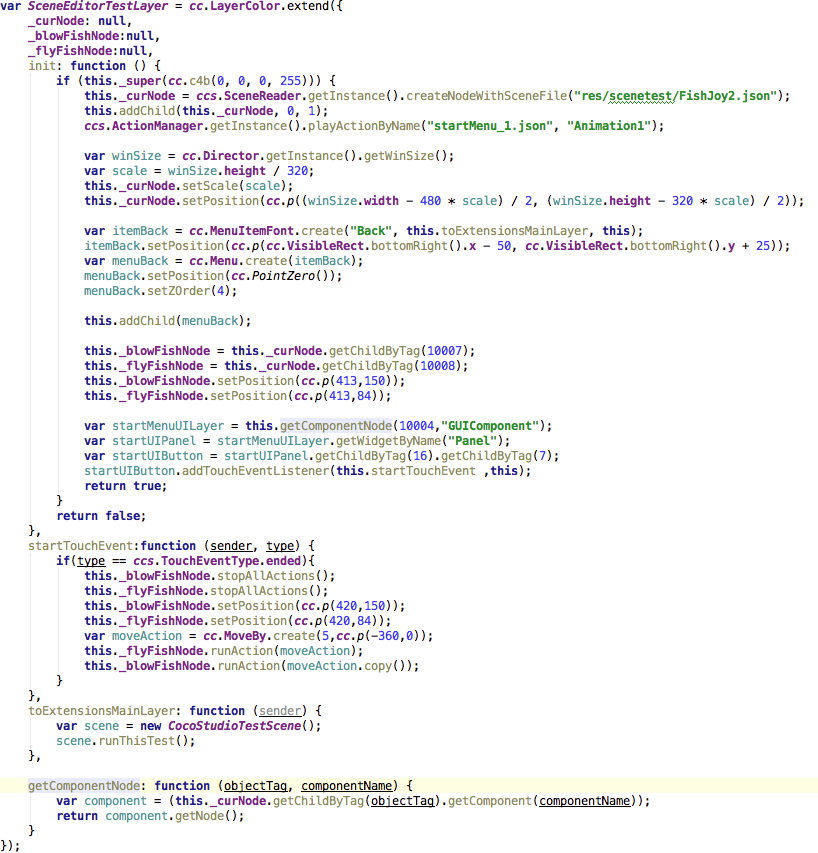 var SceneEditorTestLayer = cc.LayerColor.extend({
    _curNode: null,
    _blowFishNode:null,
    _flyFishNode:null,
    init: function () {
        if (this._super(cc.c4b(0, 0, 0, 255))) {
            this._curNode = ccs.SceneReader.getInstance().createNodeWithSceneFile("res/scenetest/FishJoy2.json");
            this.addChild(this._curNode, 0, 1);
            ccs.ActionManager.getInstance().playActionByName("startMenu_1.json", "Animation1");

            var winSize = cc.Director.getInstance().getWinSize();
            var scale = winSize.height / 320;
            this._curNode.setScale(scale);
            this._curNode.setPosition(cc.p((winSize.width - 480 * scale) / 2, (winSize.height - 320 * scale) / 2));

            var itemBack = cc.MenuItemFont.create("Back", this.toExtensionsMainLayer, this);
            itemBack.setPosition(cc.p(cc.VisibleRect.bottomRight().x - 50, cc.VisibleRect.bottomRight().y + 25));
            var menuBack = cc.Menu.create(itemBack);
            menuBack.setPosition(cc.PointZero());
            menuBack.setZOrder(4);

            this.addChild(menuBack);

            this._blowFishNode = this._curNode.getChildByTag(10007);
            this._flyFishNode = this._curNode.getChildByTag(10008);
            this._blowFishNode.setPosition(cc.p(413,150));
            this._flyFishNode.setPosition(cc.p(413,84));

            var startMenuUILayer = this.getComponentNode(10004,"GUIComponent");
            var startUIPanel = startMenuUILayer.getWidgetByName("Panel");
            var startUIButton = startUIPanel.getChildByTag(16).getChildByTag(7);
            startUIButton.addTouchEventListener(this.startTouchEvent ,this);
            return true;
        }
        return false;
    },
    startTouchEvent:function (sender, type) {
        if(type == ccs.TouchEventType.ended){
            this._blowFishNode.stopAllActions();
            this._flyFishNode.stopAllActions();
            this._blowFishNode.setPosition(cc.p(420,150));
            this._flyFishNode.setPosition(cc.p(420,84));
            var moveAction = cc.MoveBy.create(5,cc.p(-360,0));
            this._flyFishNode.runAction(moveAction);
            this._blowFishNode.runAction(moveAction.copy());
        }
    },
    toExtensionsMainLayer: function (sender) {
        var scene = new CocoStudioTestScene();
        scene.runThisTest();
    },

    getComponentNode: function (objectTag, componentName) {
        var component = (this._curNode.getChildByTag(objectTag).getComponent(componentName));
        return component.getNode();
    }
});